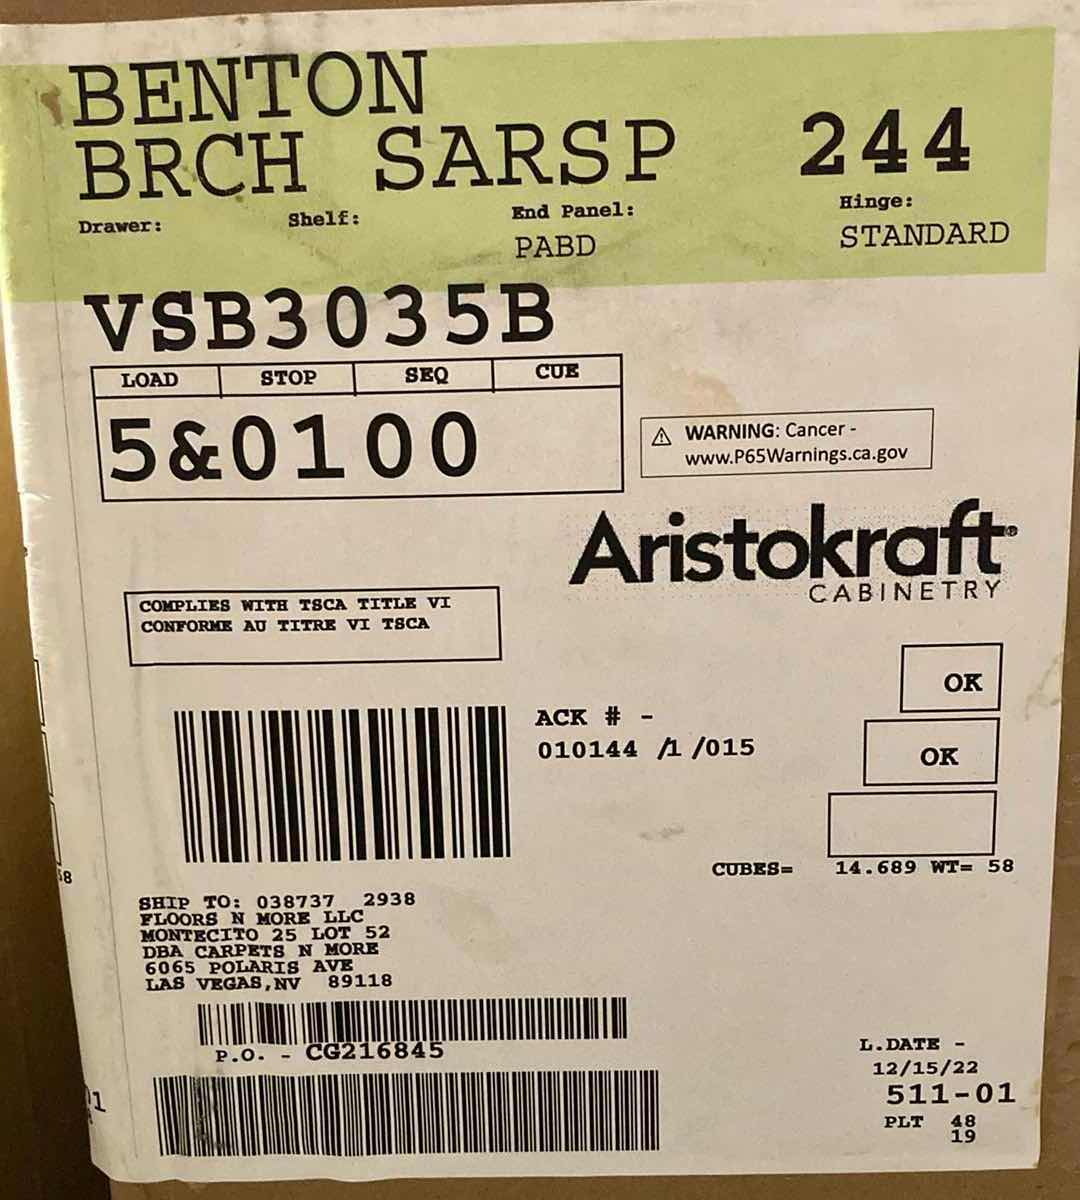 BENTON
BRCH SARSP 244
Drawer: Shelf: End Panel: Hinge:
PABD STANDARD
VSB3035B
LOAD STOP SEQ CUE
5&0100
⚠ WARNING: Cancer -
www.P65Warnings.ca.gov
Aristokraft®
CABINETRY
COMPLIES WITH TSCA TITLE VI
CONFORME AU TITRE VI TSCA
OK
ACK # -
010144 /1 /015
OK
CUBES= 14.689 WT= 58
SHIP TO: 038737 2938
FLOORS N MORE LLC
MONTECITO 25 LOT 52
DBA CARPETS N MORE
6065 POLARIS AVE
LAS VEGAS,NV 89118
P.O. - CG216845
L.DATE -
12/15/22
511-01
PLT 48
19